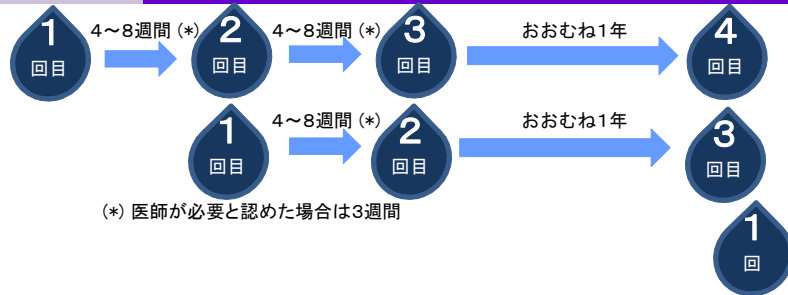 1 4~8週間 (*) 2 4~8週間 (*) 3 おおむね1年 4
回目 回目 回目 回目
1 4~8週間 (*) 2 おおむね1年 3
回目 回目 回目
(*) 医師が必要と認めた場合は3週間
1
回